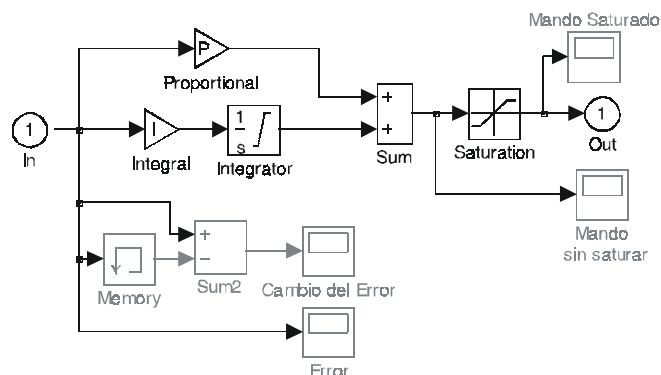 Mando Saturado
P
Proportional
1
In
I
Integral
1
s
Integrator
+
+
Sum
Saturation
1
Out
Mando
sin saturar
Memory
+
−
Sum2
Cambio del Error
Error